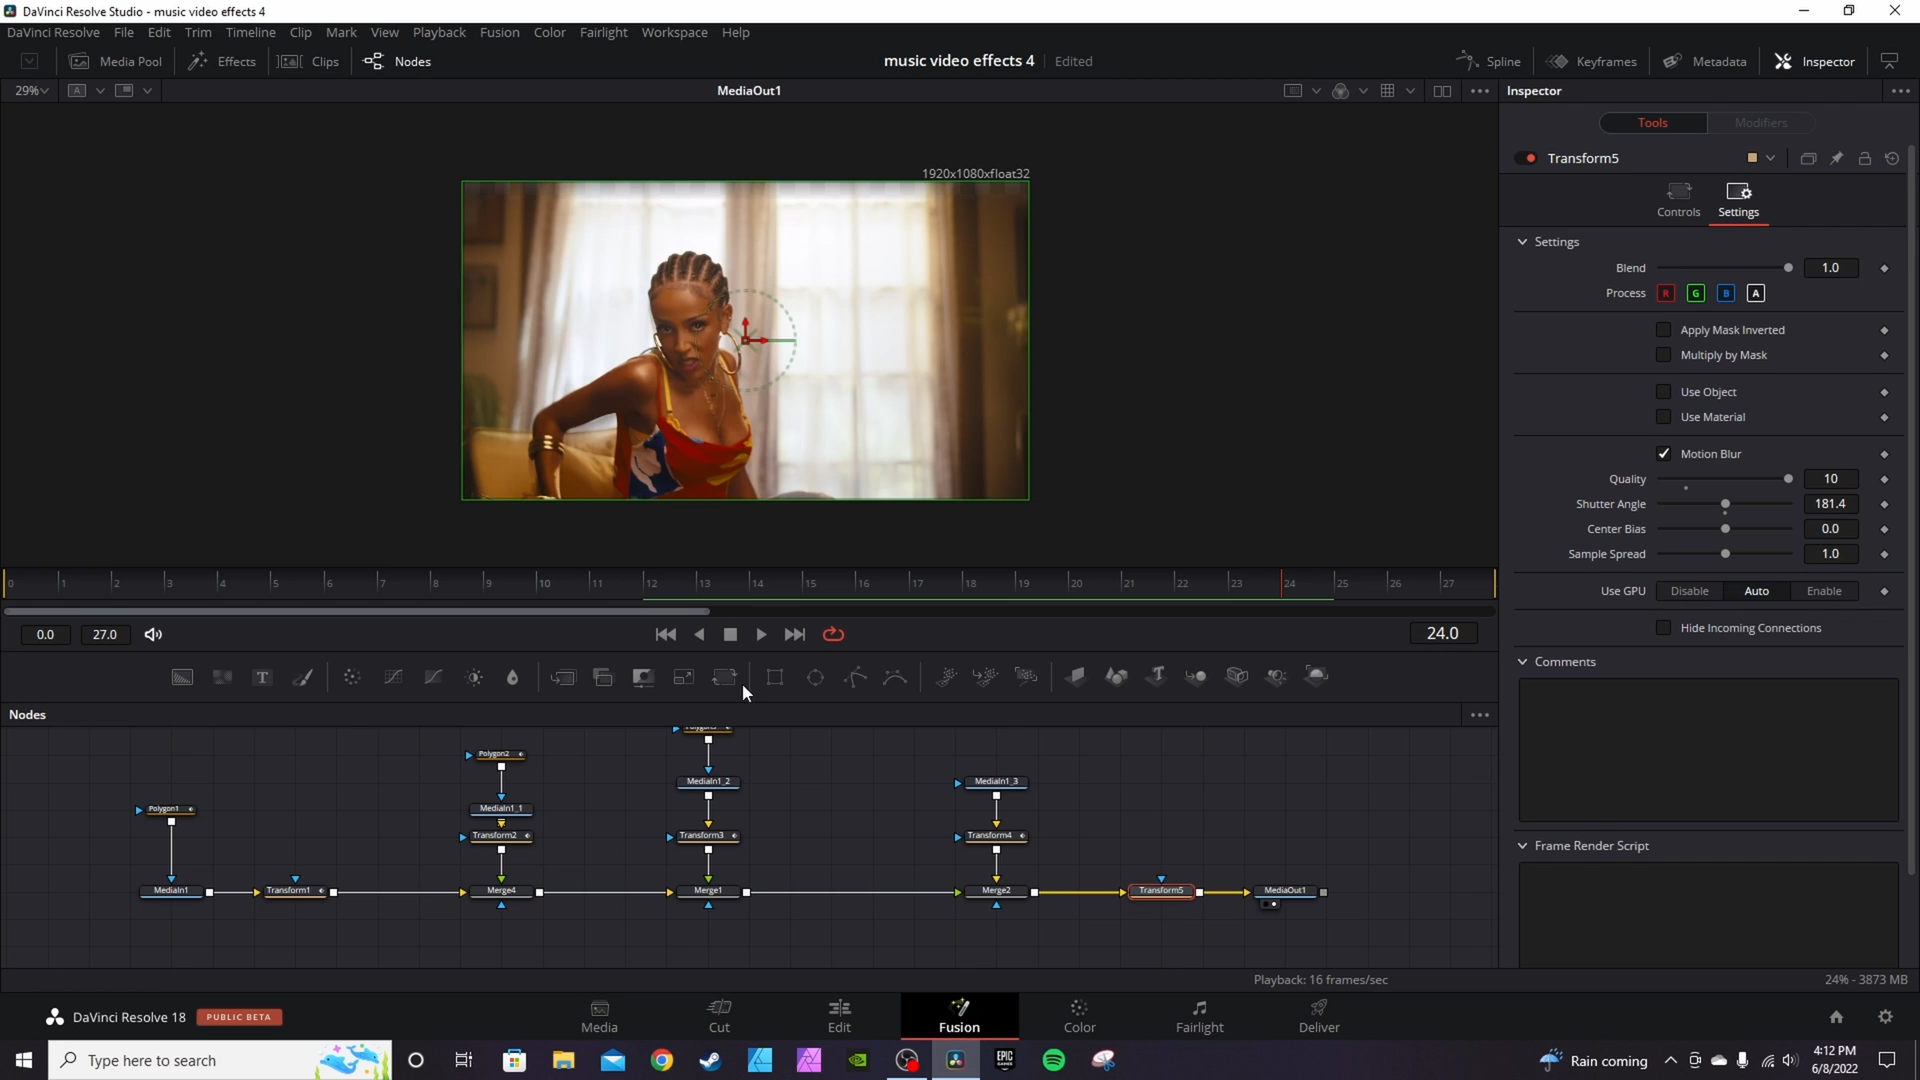 DaVinci Resolve Studio - music video effects 4
DaVinci Resolve File Edit Trim Timeline Clip Mark View Playback Fusion Color Fairlight Workspace Help
Media Pool Effects Clips Nodes music video effects 4 Edited Spline Keyframes Metadata Inspector
29% A MediaOut1 Inspector
Tools Modifiers
Transform5
1920x1080xfloat32
Controls Settings
Settings
Blend 1.0
Process R G B A
Apply Mask Inverted
Multiply by Mask
Use Object
Use Material
Motion Blur
Quality 10
Shutter Angle 181.4
Center Bias 0.0
Sample Spread 1.0
0 1 2 3 4 5 6 7 8 9 10 11 12 13 14 15 16 17 18 19 20 21 22 23 24 25 26 27
Use GPU Disable Auto Enable
Hide Incoming Connections
0.0 27.0 24.0
Comments
T T
Nodes
Polygon2
MediaIn1_2 MediaIn1_3
Polygon1 MediaIn1_1
Transform2 Transform3 Transform4
MediaIn1 Transform1 Merge4 Merge1 Merge2 Transform5 MediaOut1
Frame Render Script
Playback: 16 frames/sec 24% - 3873 MB
DaVinci Resolve 18 PUBLIC BETA
Media Cut Edit Fusion Color Fairlight Deliver
Type here to search
EPIC GAMES
Rain coming
4:12 PM
6/8/2022